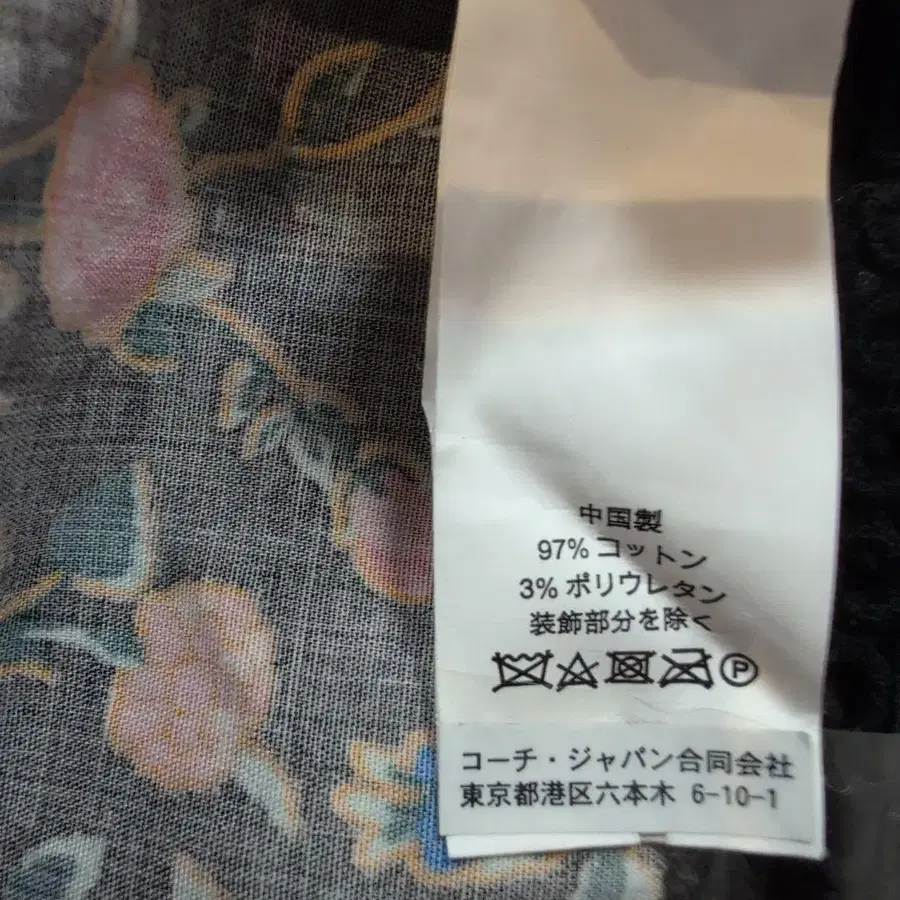 中国製
97% コットン
3% ポリウレタン
装飾部分を除く
P
コーチ・ジャパン合同会社
東京都港区六本木 6-10-1